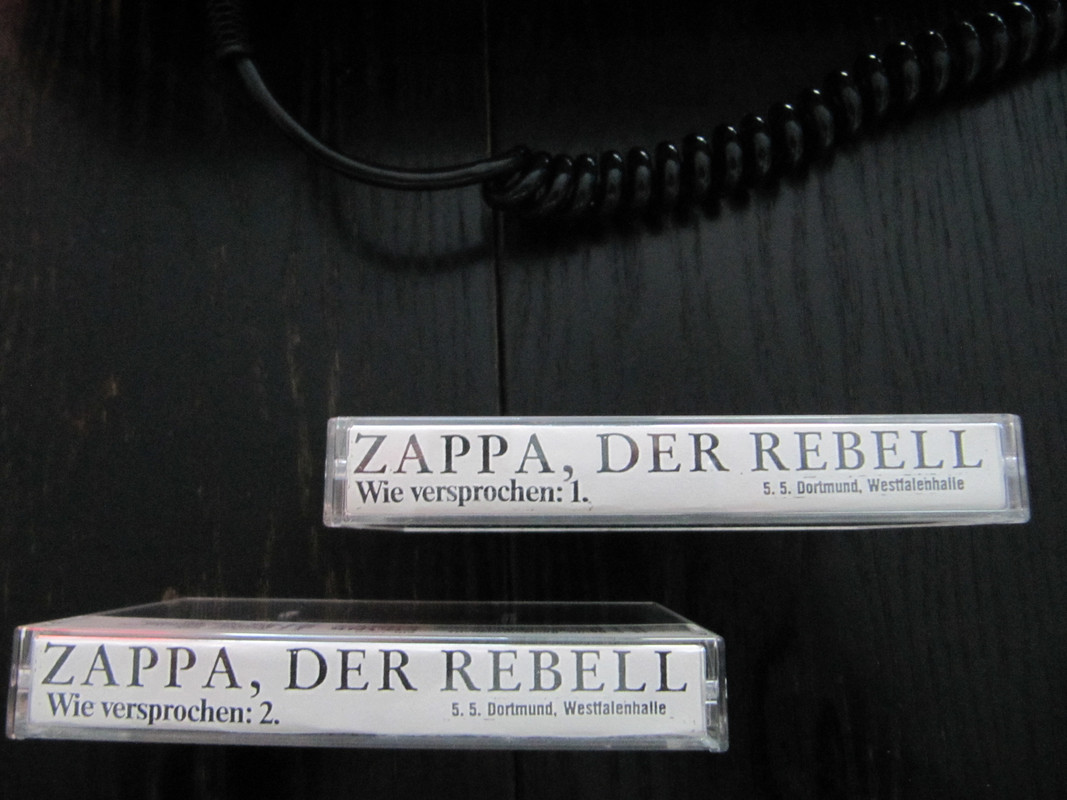 ZAPPA, DER REBELL
Wie versprochen: 1.
5. 5. Dortmund, Westfalenhalle
ZAPPA, DER REBELL
Wie versprochen: 2.
5. 5. Dortmund, Westfalenhalle